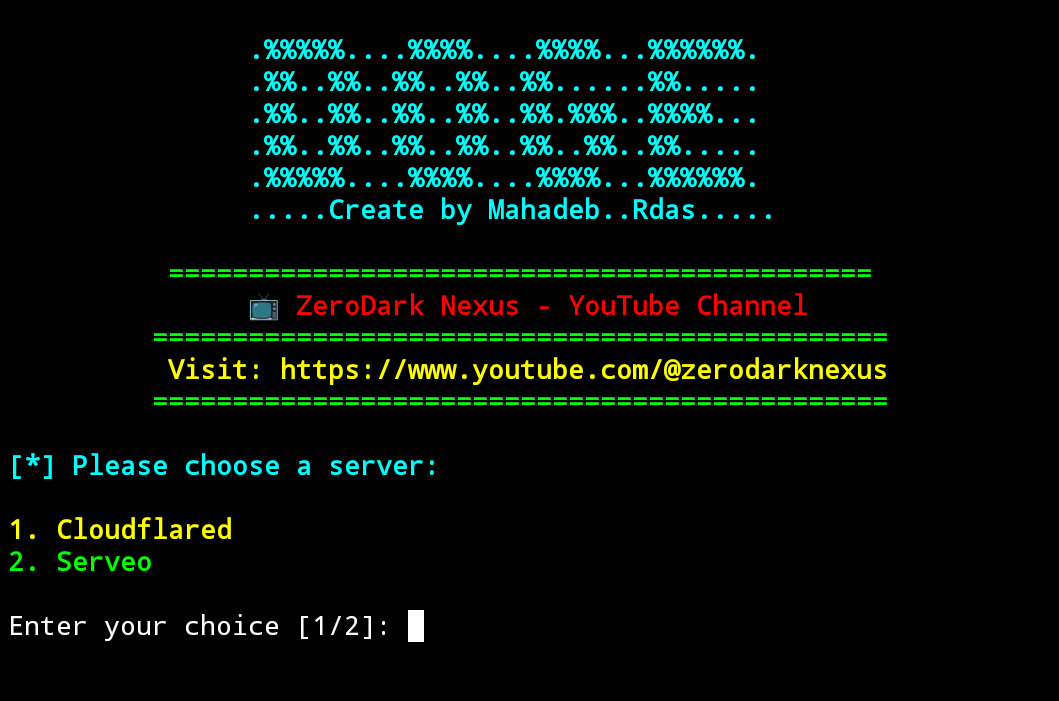 .%%%%%....%%%%....%%%%...%%%%%%.
.%%..%%..%%..%%..%%......%%.....
.%%..%%..%%..%%..%%.%%%..%%%%...
.%%..%%..%%..%%..%%..%%..%%.....
.%%%%%....%%%%....%%%%...%%%%%%.
.....Create by Mahadeb..Rdas.....
============================================
📺 ZeroDark Nexus - YouTube Channel
==============================================
Visit: https://www.youtube.com/@zerodarknexus
==============================================
[*] Please choose a server:
1. Cloudflared
2. Serveo
Enter your choice [1/2]: